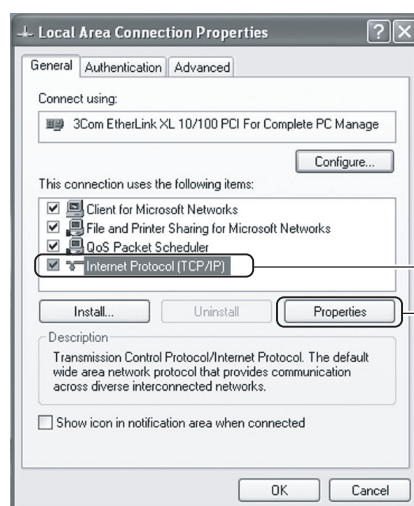 Local Area Connection Properties
General Authentication Advanced
Connect using:
3Com EtherLink XL 10/100 PCI For Complete PC Manage
Configure...
This connection uses the following items:
Client for Microsoft Networks
File and Printer Sharing for Microsoft Networks
QoS Packet Scheduler
Internet Protocol (TCP/IP)
Install... Uninstall Properties
Description
Transmission Control Protocol/Internet Protocol. The default
wide area network protocol that provides communication
across diverse interconnected networks.
Show icon in notification area when connected
OK Cancel